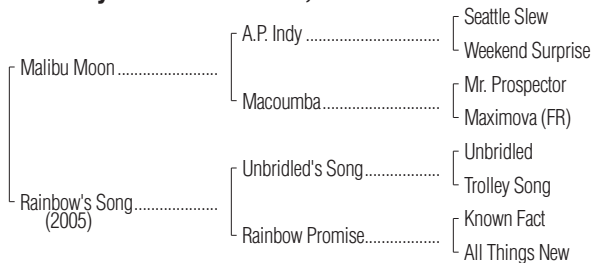 Seattle Slew
A.P. Indy
Weekend Surprise
Malibu Moon
Mr. Prospector
Macoumba
Maximova (FR)
Unbridled
Unbridled's Song
Trolley Song
Rainbow's Song
(2005)
Known Fact
Rainbow Promise
All Things New